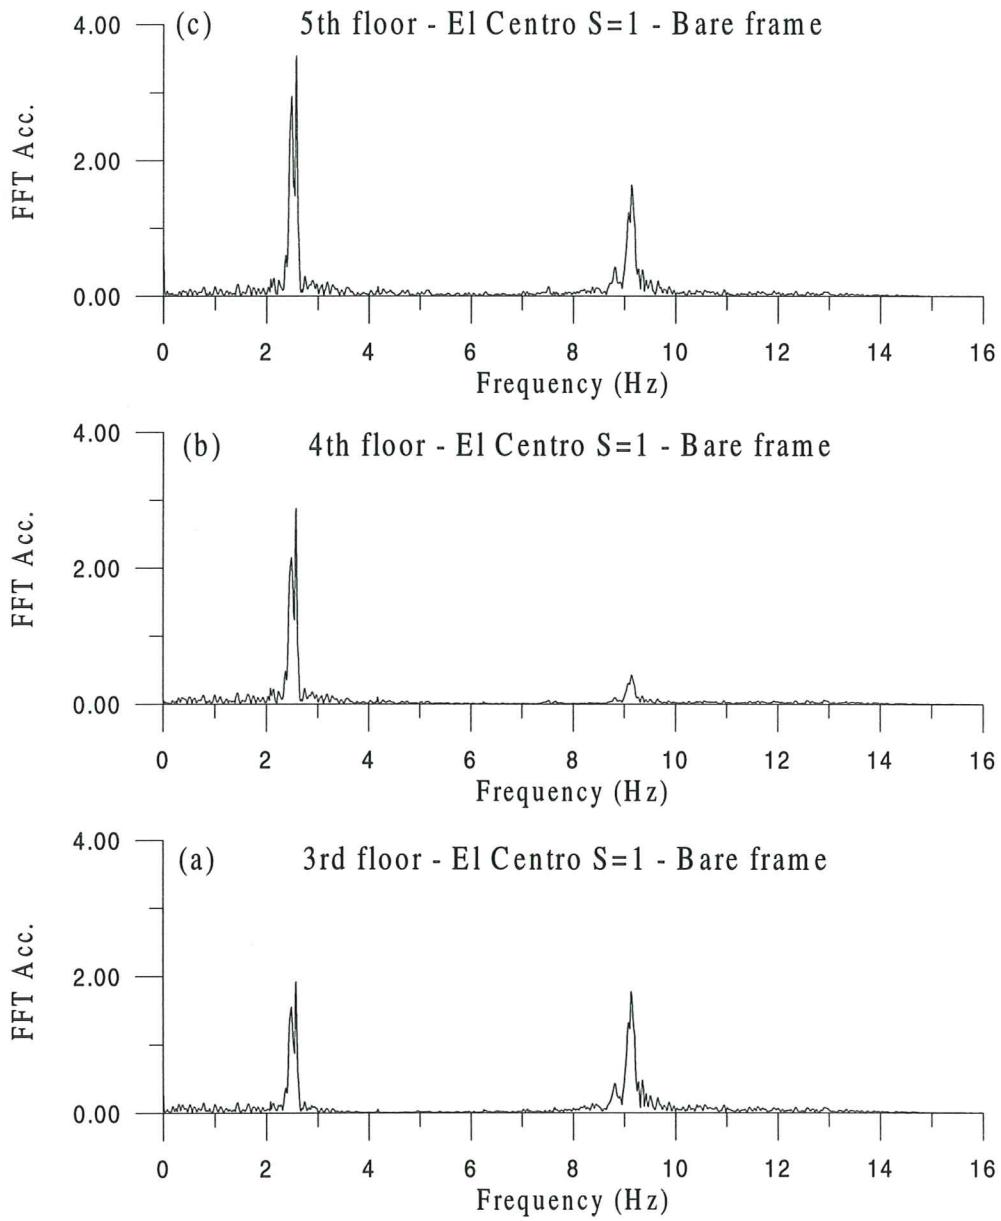 (c) 5th floor - El Centro S=1 - Bare frame
4.00
2.00
0.00
FFT Acc.
0 2 4 6 8 10 12 14 16
Frequency (Hz)
(b) 4th floor - El Centro S=1 - Bare frame
4.00
2.00
0.00
FFT Acc.
0 2 4 6 8 10 12 14 16
Frequency (Hz)
(a) 3rd floor - El Centro S=1 - Bare frame
4.00
2.00
0.00
FFT Acc.
0 2 4 6 8 10 12 14 16
Frequency (Hz)